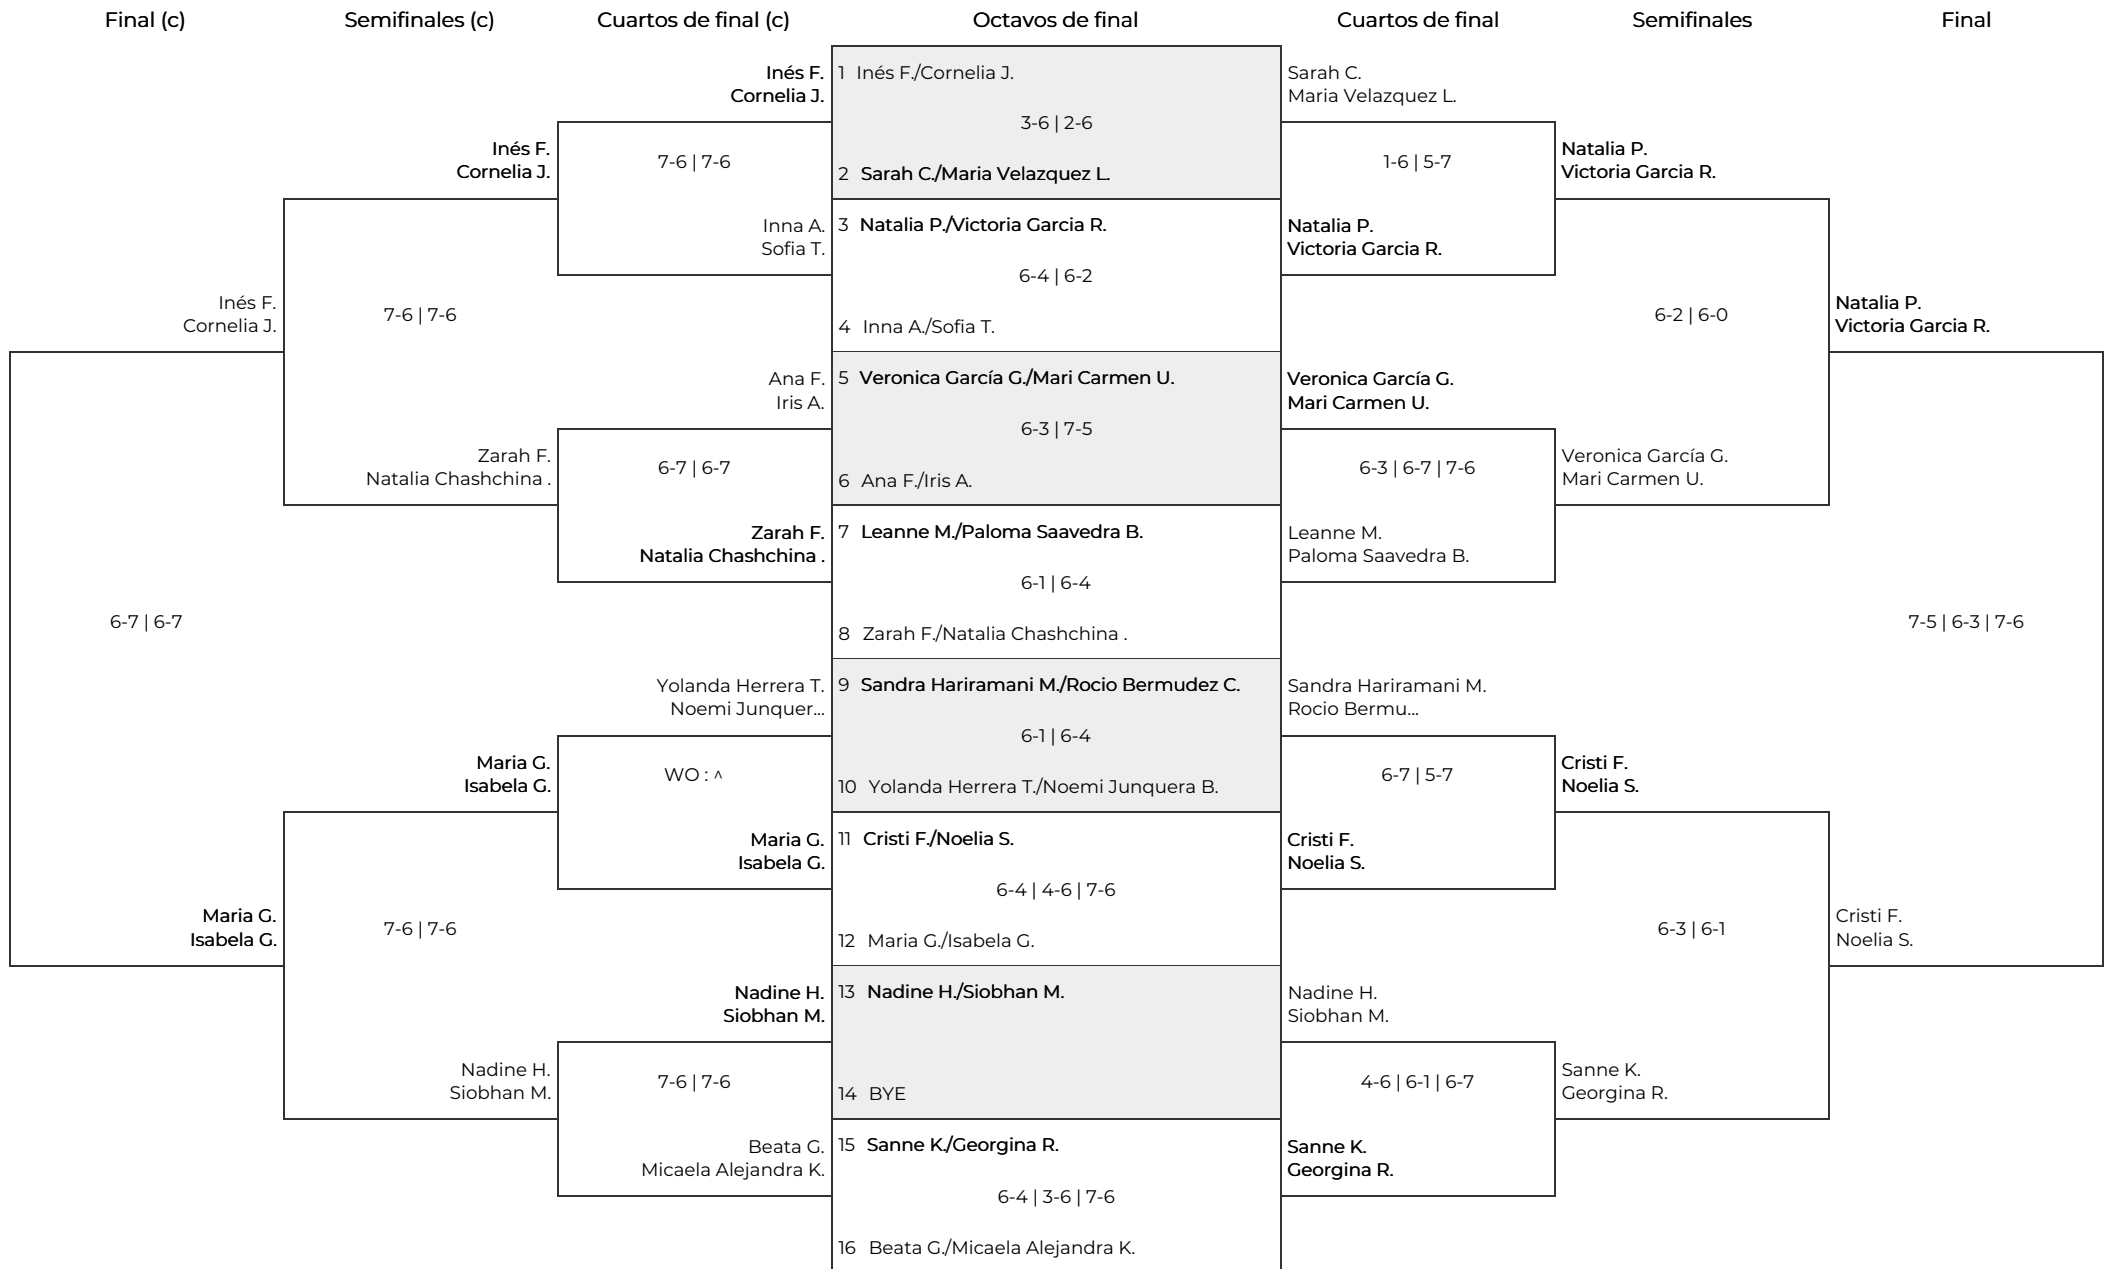 Final (c)
Semifinales (c)
Cuartos de final (c)
Octavos de final
Cuartos de final
Semifinales
Final
Inés F.
Cornelia J.
7-6 | 7-6
Inna A.
Sofia T.
Ana F.
Iris A.
6-7 | 6-7
Zarah F.
Natalia Chashchina .
Yolanda Herrera T.
Noemi Junquer...
WO : ^
Maria G.
Isabela G.
Nadine H.
Siobhan M.
7-6 | 7-6
Beata G.
Micaela Alejandra K.
Inés F.
Cornelia J.
7-6 | 7-6
Zarah F.
Natalia Chashchina .
Maria G.
Isabela G.
7-6 | 7-6
Nadine H.
Siobhan M.
Inés F.
Cornelia J.
6-7 | 6-7
Maria G.
Isabela G.
1 Inés F./Cornelia J.
3-6 | 2-6
2 Sarah C./Maria Velazquez L.
3 Natalia P./Victoria Garcia R.
6-4 | 6-2
4 Inna A./Sofia T.
5 Veronica García G./Mari Carmen U.
6-3 | 7-5
6 Ana F./Iris A.
7 Leanne M./Paloma Saavedra B.
6-1 | 6-4
8 Zarah F./Natalia Chashchina .
9 Sandra Hariramani M./Rocio Bermudez C.
6-1 | 6-4
10 Yolanda Herrera T./Noemi Junquera B.
11 Cristi F./Noelia S.
6-4 | 4-6 | 7-6
12 Maria G./Isabela G.
13 Nadine H./Siobhan M.
14 BYE
15 Sanne K./Georgina R.
6-4 | 3-6 | 7-6
16 Beata G./Micaela Alejandra K.
Sarah C.
Maria Velazquez L.
1-6 | 5-7
Natalia P.
Victoria Garcia R.
Veronica García G.
Mari Carmen U.
6-3 | 6-7 | 7-6
Leanne M.
Paloma Saavedra B.
Sandra Hariramani M.
Rocio Bermu...
6-7 | 5-7
Cristi F.
Noelia S.
Nadine H.
Siobhan M.
4-6 | 6-1 | 6-7
Sanne K.
Georgina R.
Natalia P.
Victoria Garcia R.
6-2 | 6-0
Veronica García G.
Mari Carmen U.
Cristi F.
Noelia S.
6-3 | 6-1
Sanne K.
Georgina R.
Natalia P.
Victoria Garcia R.
7-5 | 6-3 | 7-6
Cristi F.
Noelia S.